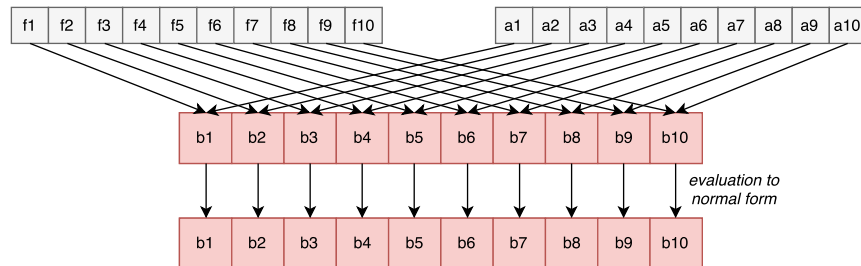 f1 f2 f3 f4 f5 f6 f7 f8 f9 f10 a1 a2 a3 a4 a5 a6 a7 a8 a9 a10
b1 b2 b3 b4 b5 b6 b7 b8 b9 b10
evaluation to
normal form
b1 b2 b3 b4 b5 b6 b7 b8 b9 b10